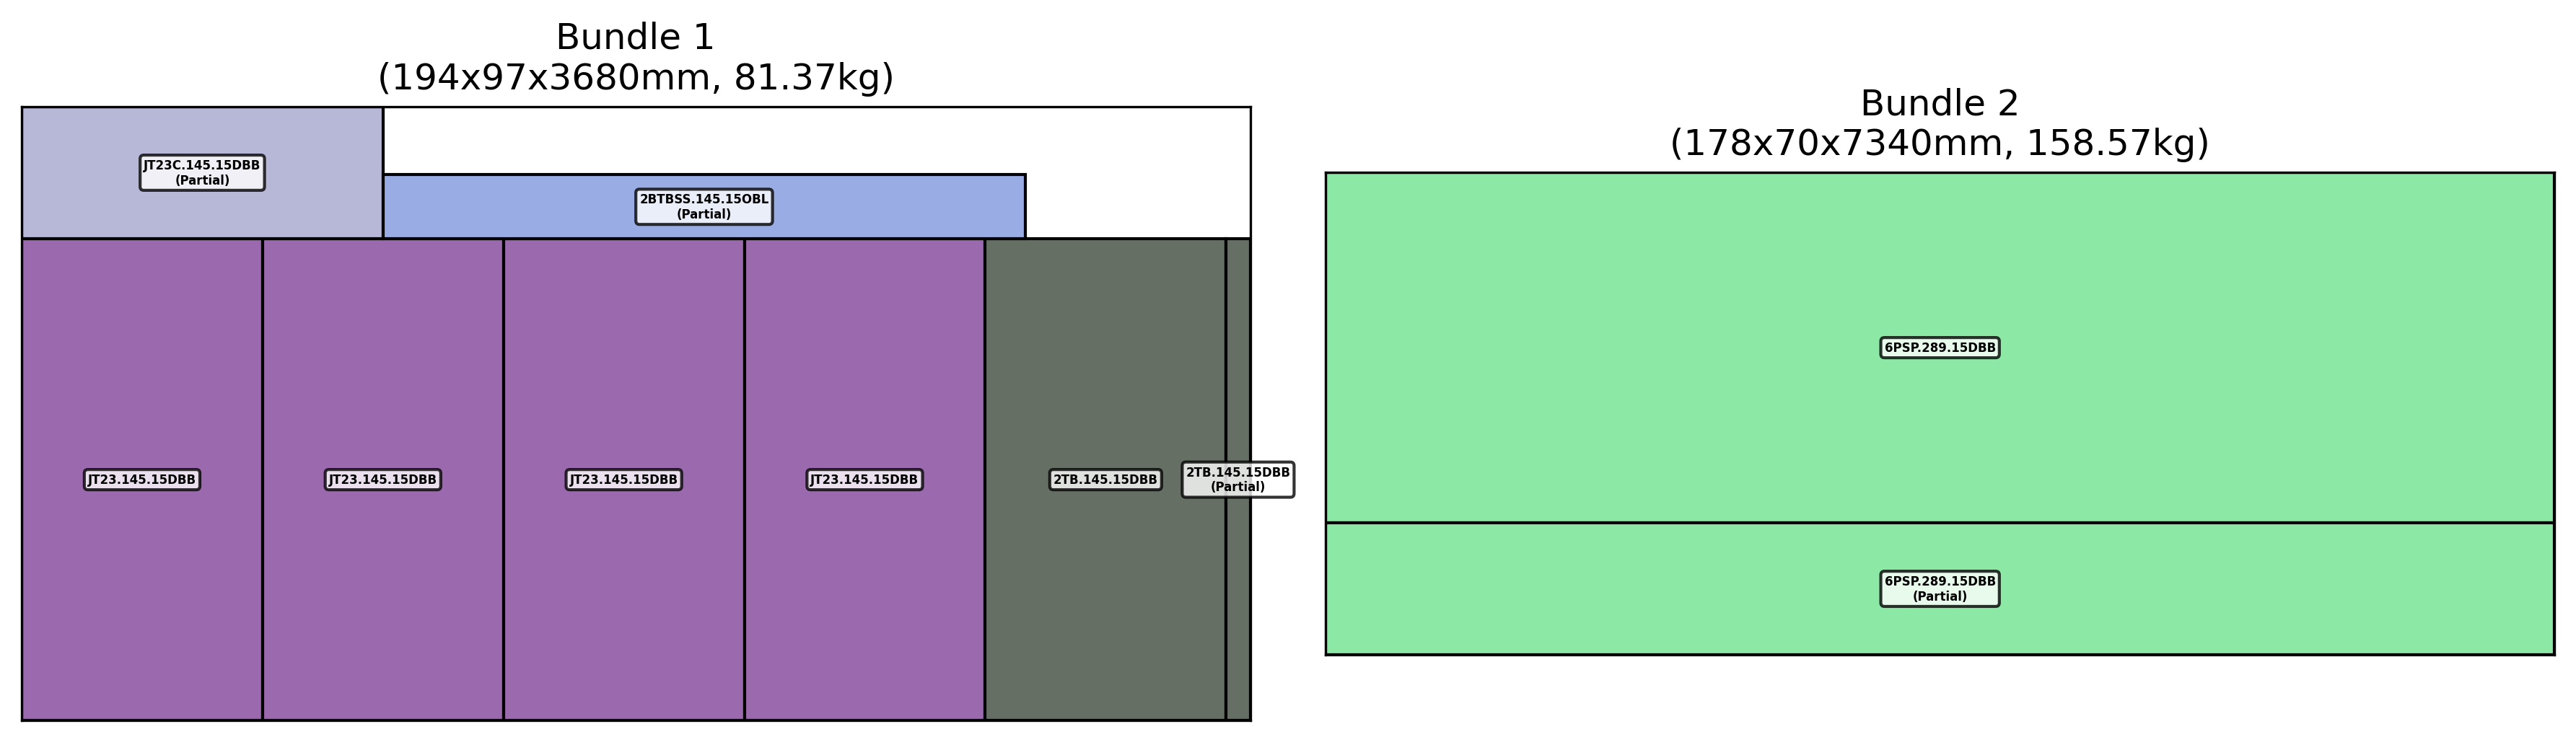 Bundle 1
(194x97x3680mm, 81.37kg)
JT23C.145.15DBB
(Partial)
2BTBSS.145.15OBL
(Partial)
JT23.145.15DBB
JT23.145.15DBB
JT23.145.15DBB
JT23.145.15DBB
2TB.145.15DBB
2TB.145.15DBB
(Partial)
Bundle 2
(178x70x7340mm, 158.57kg)
6PSP.289.15DBB
6PSP.289.15DBB
(Partial)